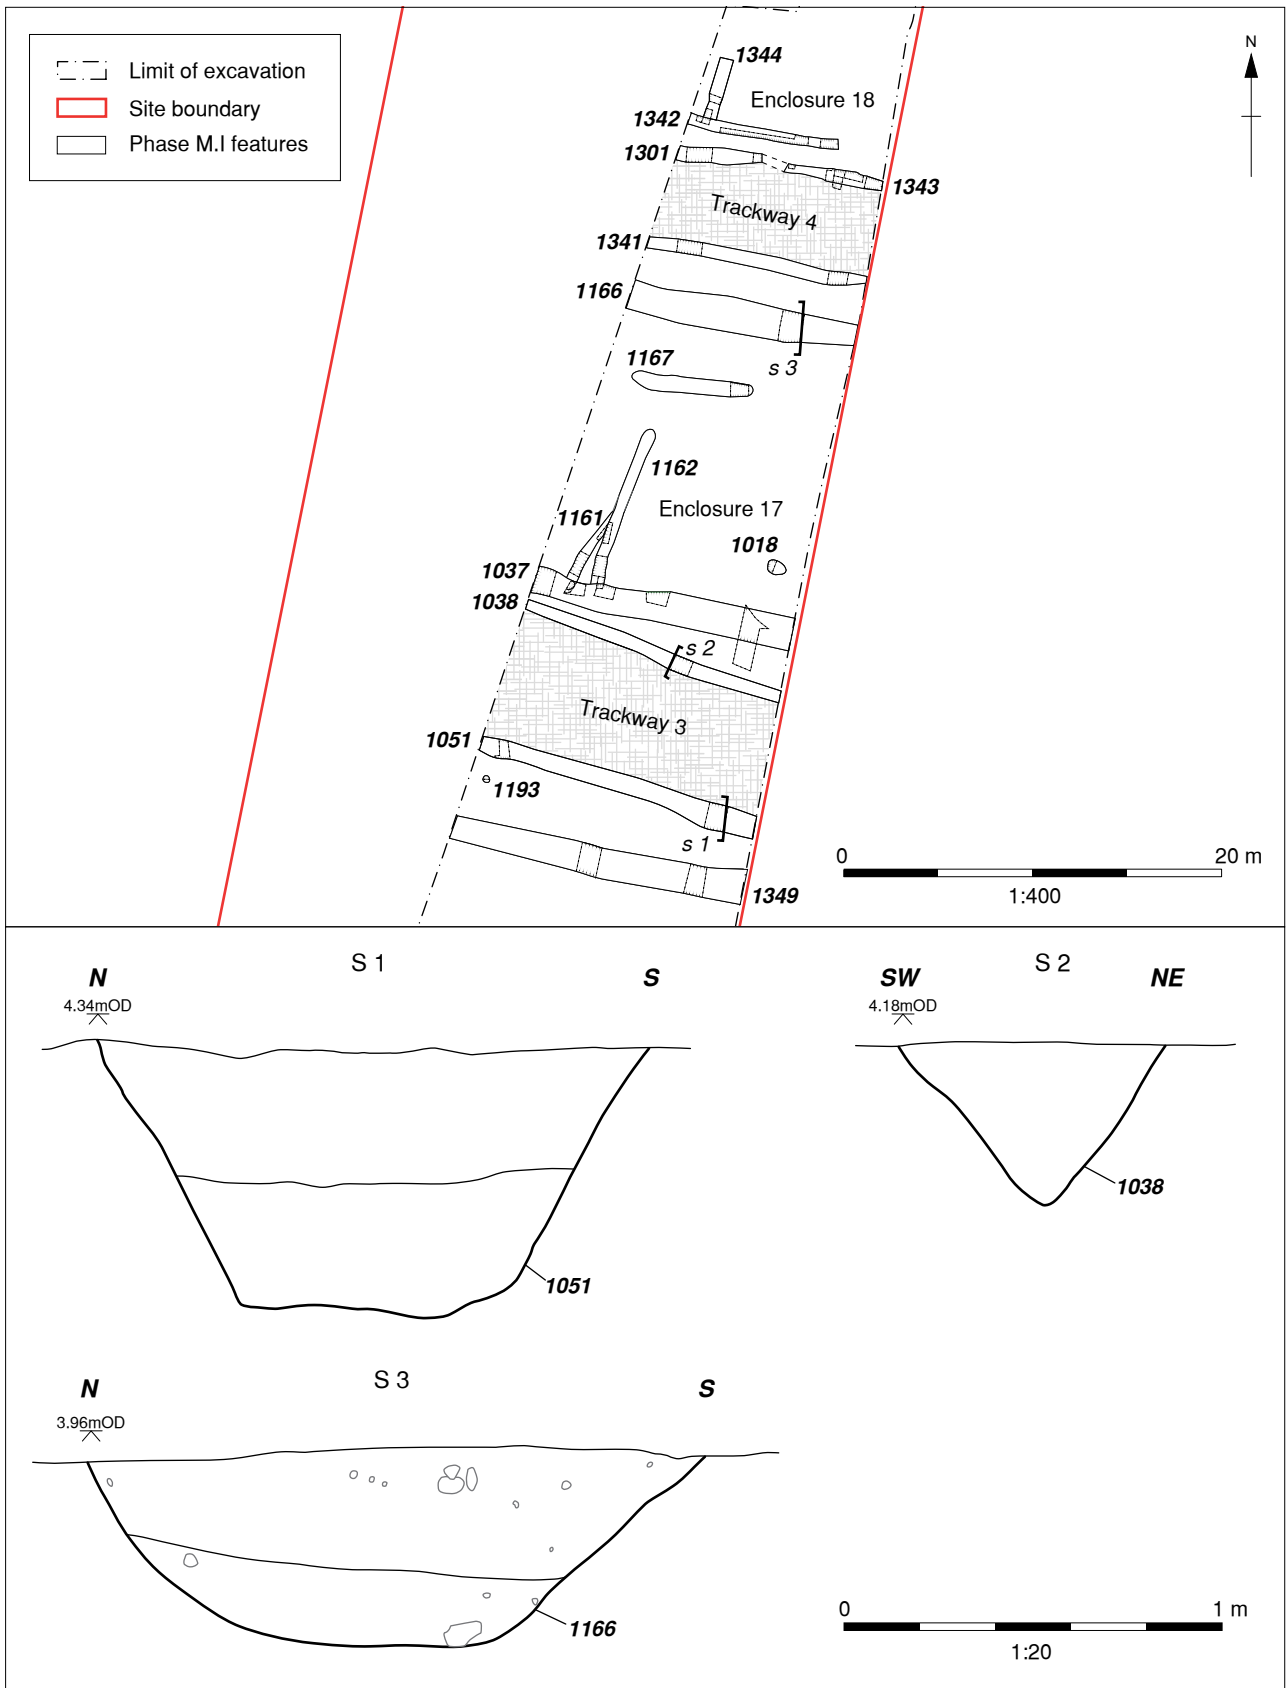 Limit of excavation
Site boundary
Phase M.I features
N
1344
Enclosure 18
1342
1301
1343
Trackway 4
1341
1166
s 3
1167
1162
Enclosure 17
1161
1018
1037
1038
s 2
Trackway 3
1051
1193
s 1
1349
0 20 m
1:400
S 1
N S
4.34mOD
1051
S 2
SW NE
4.18mOD
1038
S 3
N S
3.96mOD
1166
0 1 m
1:20